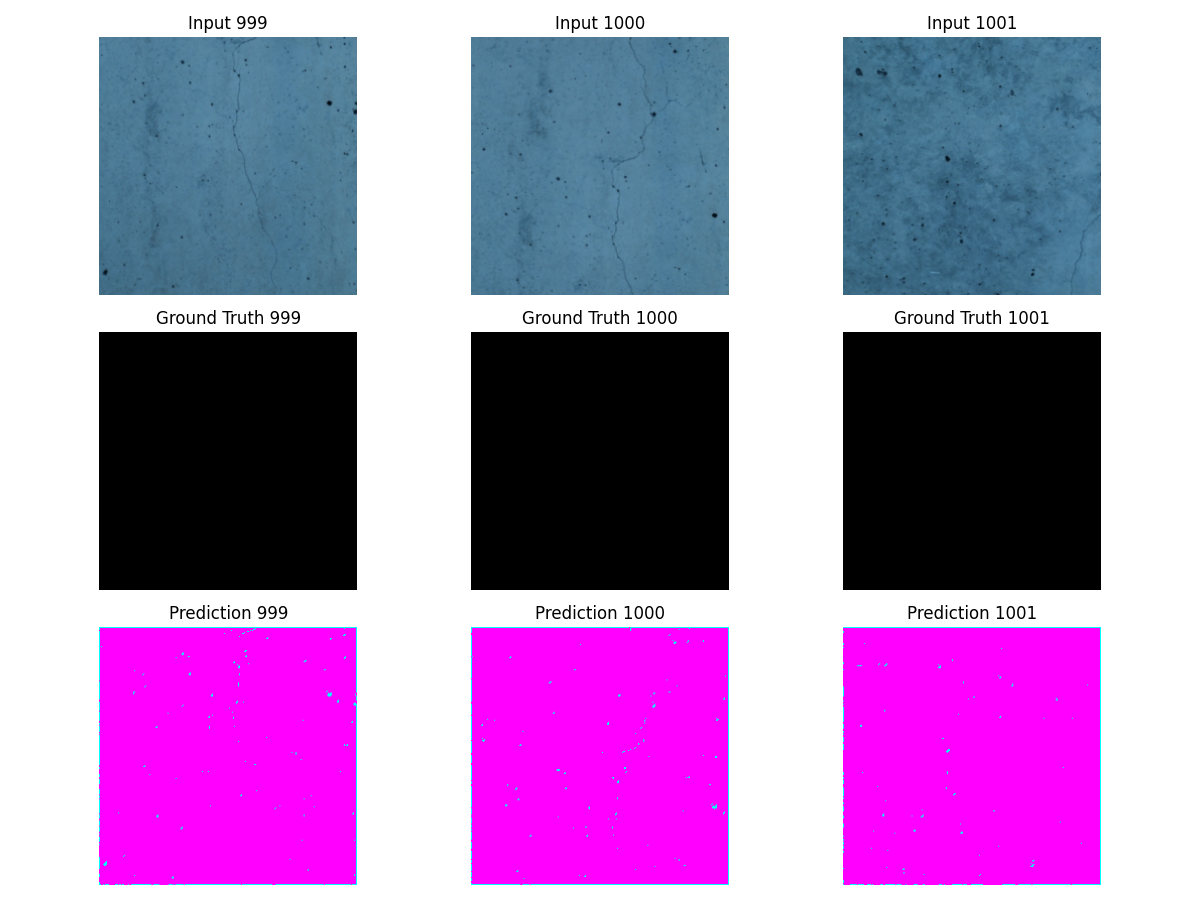 Input 999
Input 1000
Input 1001
Ground Truth 999
Ground Truth 1000
Ground Truth 1001
Prediction 999
Prediction 1000
Prediction 1001